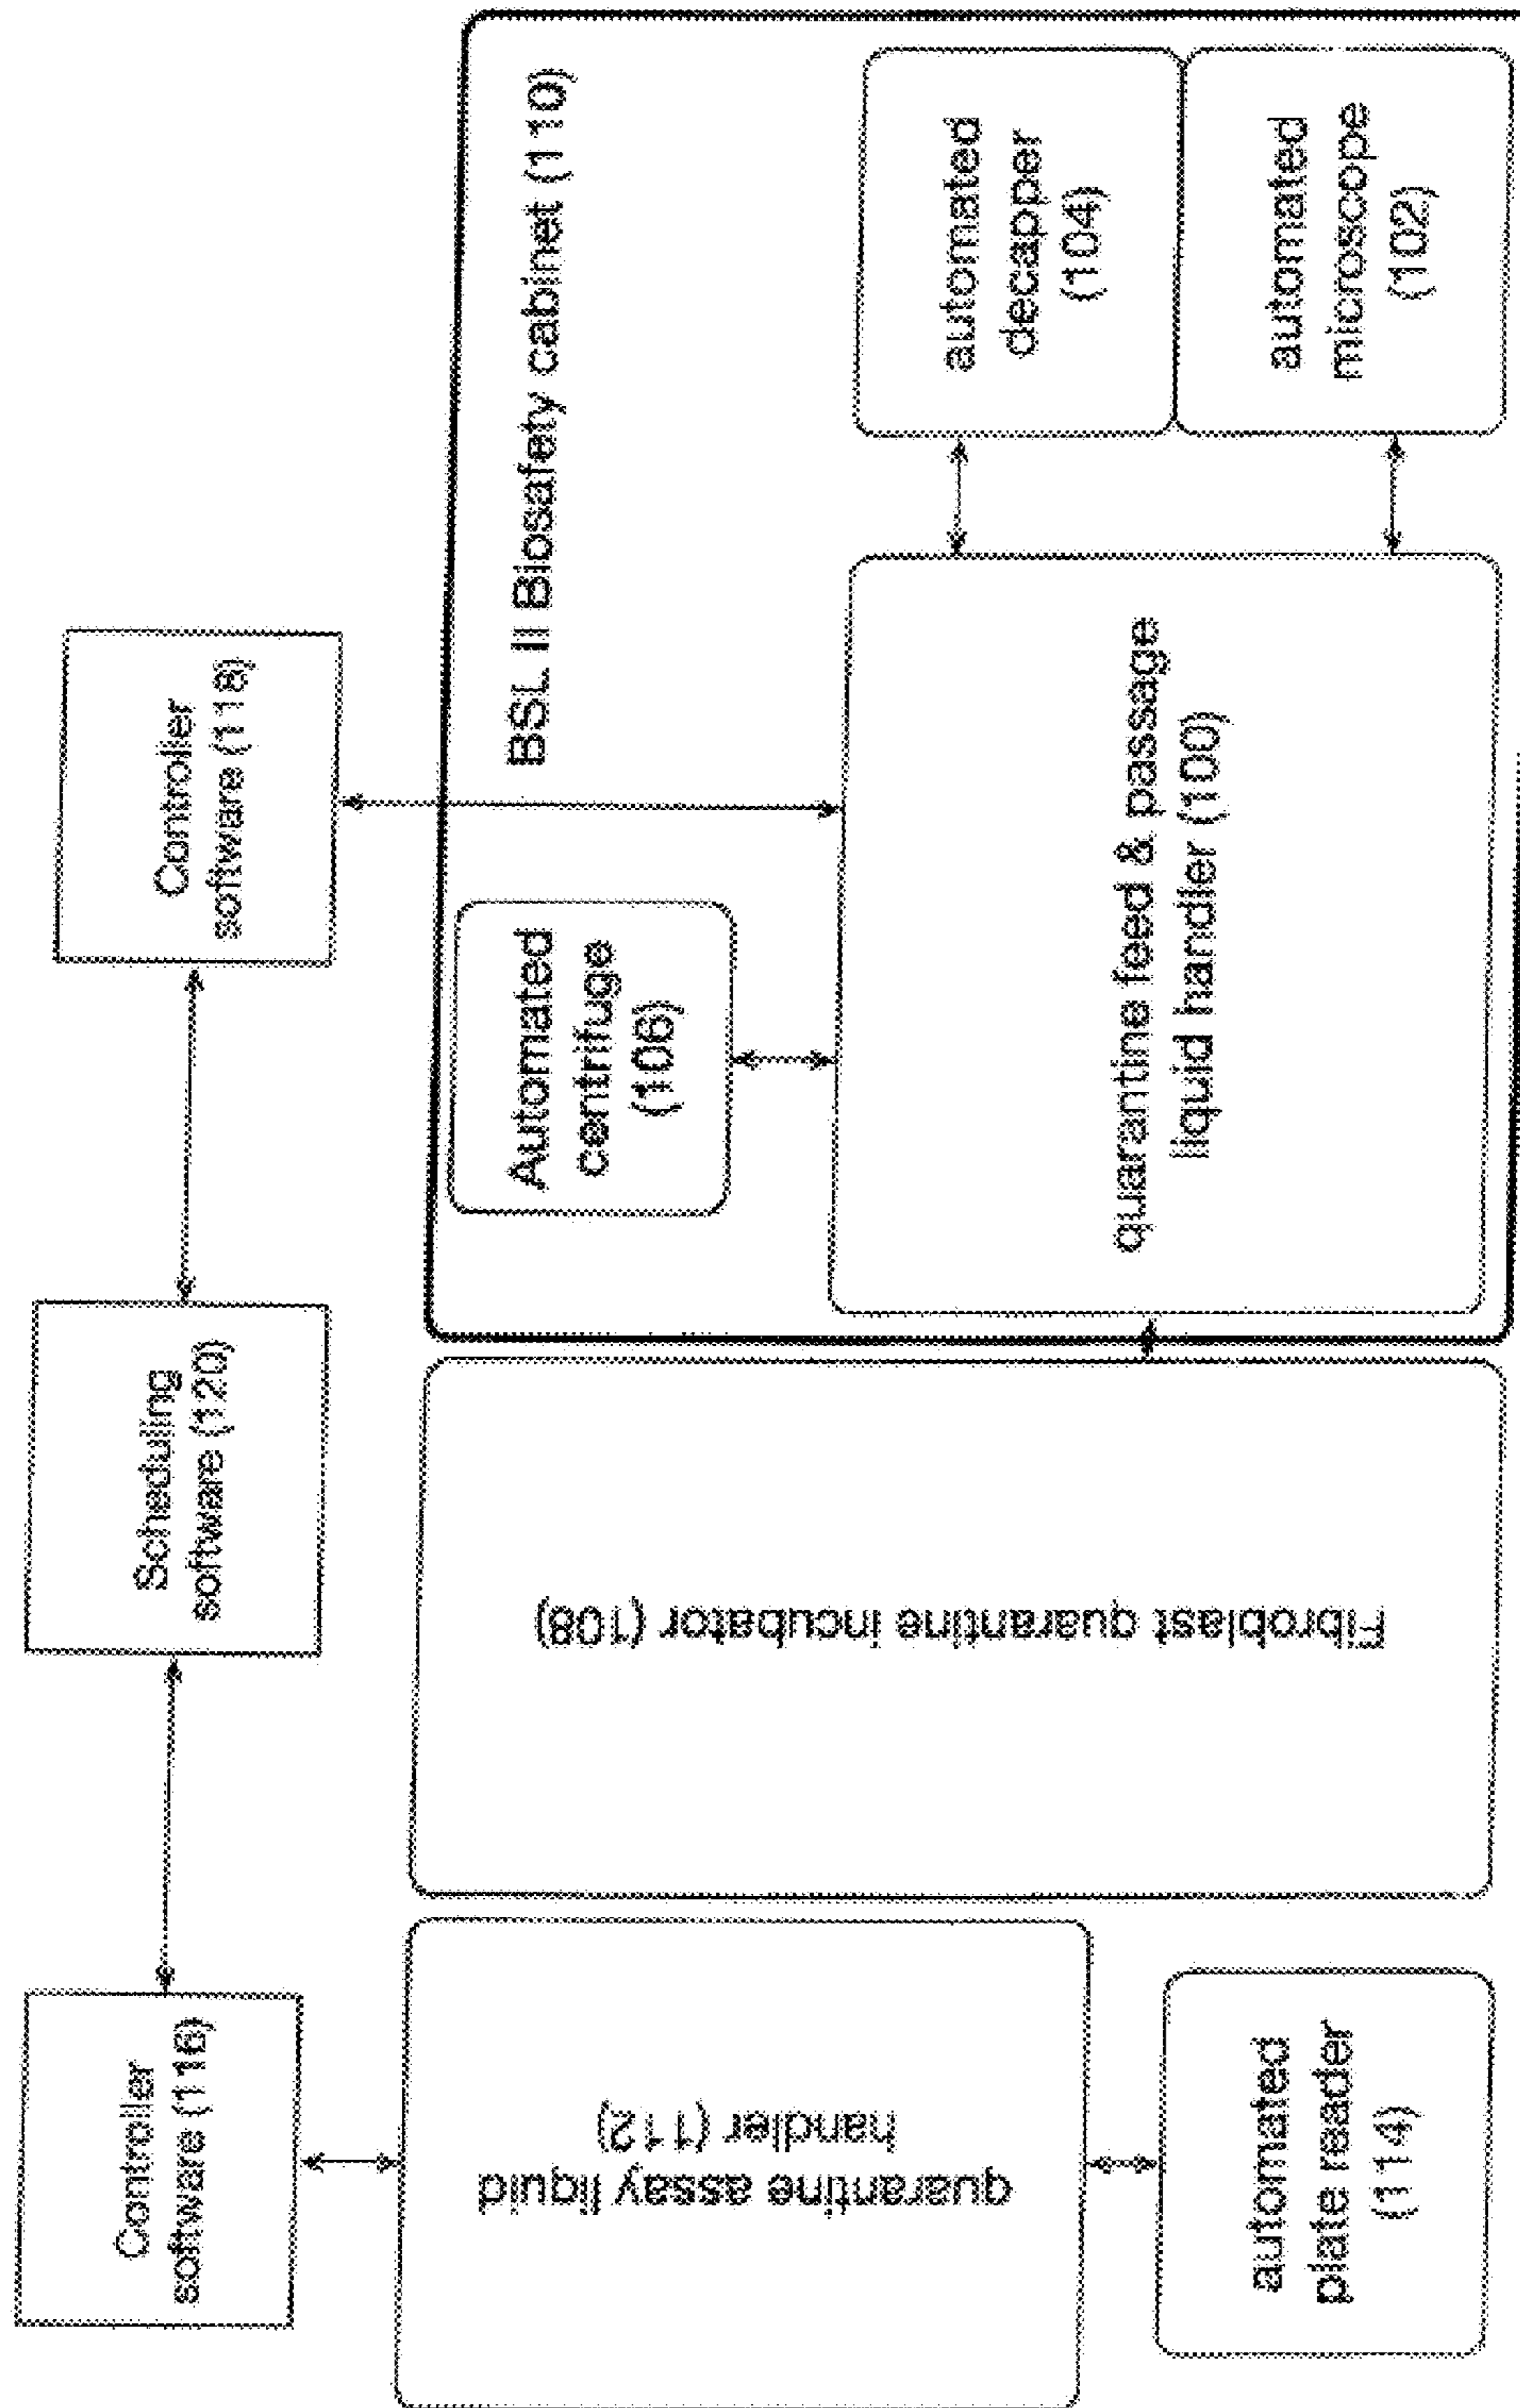 Controller
software (116)
Scheduling
software (120)
Controller
software (118)
quarantine assay liquid
handler (112)
automated
plate reader
(114)
Fibroblast quarantine incubator (108)
BSL II Biosafety cabinet (110)
Automated
centrifuge
(106)
quarantine feed & passage
liquid handler (100)
automated
decapper
(104)
automated
microscope
(102)